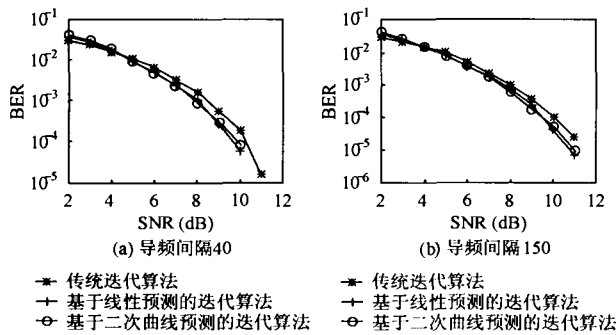 10⁻¹
10⁻²
10⁻³
10⁻⁴
10⁻⁵
BER
2 4 6 8 10 12
SNR (dB)
(a) 导频间隔40
传统迭代算法
基于线性预测的迭代算法
基于二次曲线预测的迭代算法
10⁻¹
10⁻²
10⁻³
10⁻⁴
10⁻⁵
10⁻⁶
BER
2 4 6 8 10 12
SNR (dB)
(b) 导频间隔150
传统迭代算法
基于线性预测的迭代算法
基于二次曲线预测的迭代算法